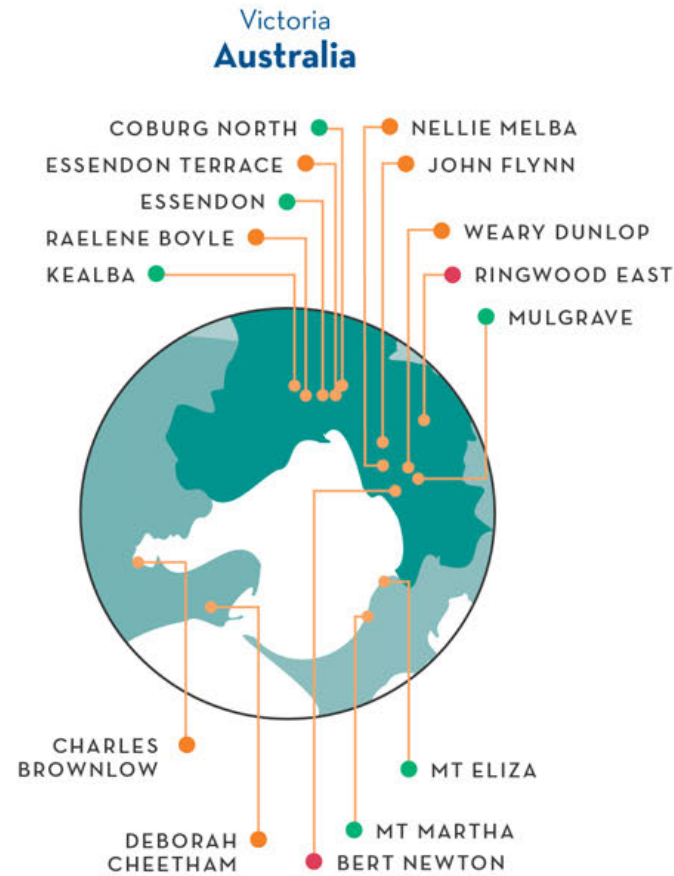 Victoria
Australia
COBURG NORTH
NELLIE MELBA
ESSENDON TERRACE
JOHN FLYNN
ESSENDON
RAELENE BOYLE
WEARY DUNLOP
KEALBA
RINGWOOD EAST
MULGRAVE
CHARLES
BROWNLOW
MT ELIZA
DEBORAH
CHEETHAM
MT MARTHA
BERT NEWTON